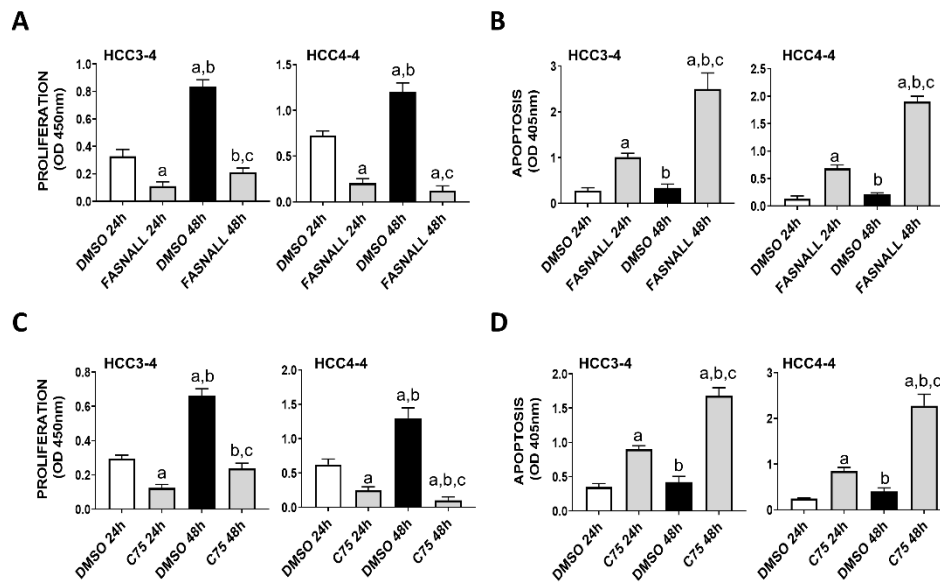 A
HCC3-4
PROLIFERATION
(OD 450nm)
1.0
0.8
0.6
0.4
0.2
0.0
a
a,b
b,c
DMSO 24h
FASNALL 24h
DMSO 48h
FASNALL 48h
HCC4-4
1.5
1.0
0.5
0.0
a
a,b
a,c
DMSO 24h
FASNALL 24h
DMSO 48h
FASNALL 48h
B
HCC3-4
APOPTOSIS
(OD 405nm)
3
2
1
0
a
b
a,b,c
DMSO 24h
FASNALL 24h
DMSO 48h
FASNALL 48h
HCC4-4
2.5
2.0
1.5
1.0
0.5
0.0
a
b
a,b,c
DMSO 24h
FASNALL 24h
DMSO 48h
FASNALL 48h
C
HCC3-4
PROLIFERATION
(OD 450nm)
0.8
0.6
0.4
0.2
0.0
a
a,b
b,c
DMSO 24h
C75 24h
DMSO 48h
C75 48h
HCC4-4
2.0
1.5
1.0
0.5
0.0
a
a,b
a,b,c
DMSO 24h
C75 24h
DMSO 48h
C75 48h
D
HCC3-4
APOPTOSIS
(OD 405nm)
2.0
1.5
1.0
0.5
0.0
a
b
a,b,c
DMSO 24h
C75 24h
DMSO 48h
C75 48h
HCC4-4
3
2
1
0
a
b
a,b,c
DMSO 24h
C75 24h
DMSO 48h
C75 48h